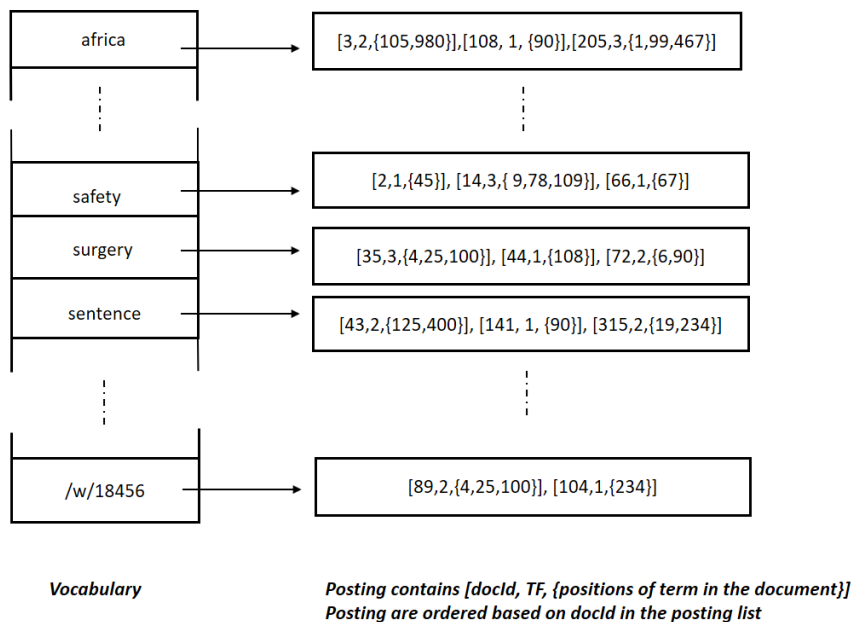 africa
[3,2,{105,980}],[108, 1, {90}],[205,3,{1,99,467}]
safety
[2,1,{45}], [14,3,{ 9,78,109}], [66,1,{67}]
surgery
[35,3,{4,25,100}], [44,1,{108}], [72,2,{6,90}]
sentence
[43,2,{125,400}], [141, 1, {90}], [315,2,{19,234}]
/w/18456
[89,2,{4,25,100}], [104,1,{234}]
Vocabulary
Posting contains [docId, TF, {positions of term in the document}]
Posting are ordered based on docId in the posting list